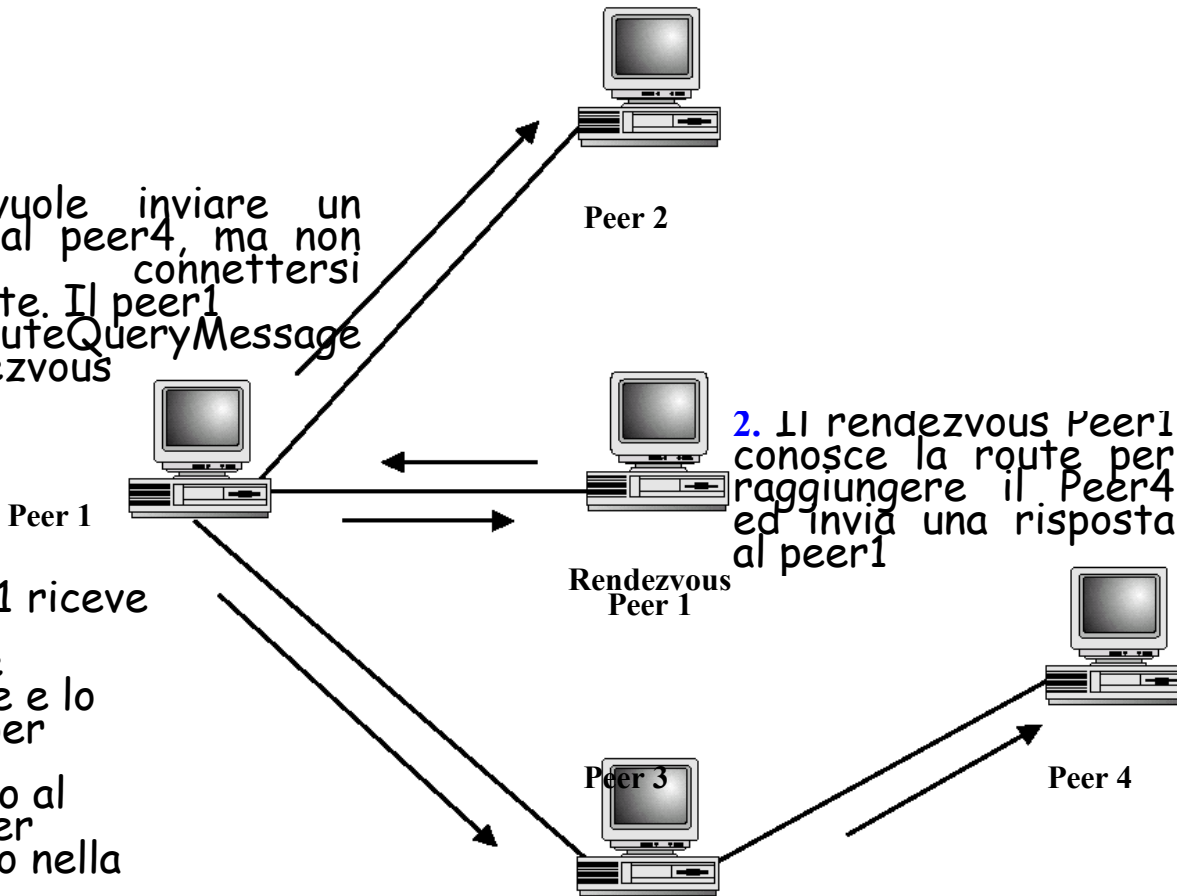 Peer 2
vuole inviare un
al peer4, ma non
connettersi
te. Il peer1
uteQueryMessage
ezvous
2. Il rendezvous Peer1
conosce la route per
raggiungere il Peer4
ed invia una risposta
al peer1
Peer 1
Rendezvous
Peer 1
1 riceve
e e lo
er
o al
er
o nella
Peer 3
Peer 4